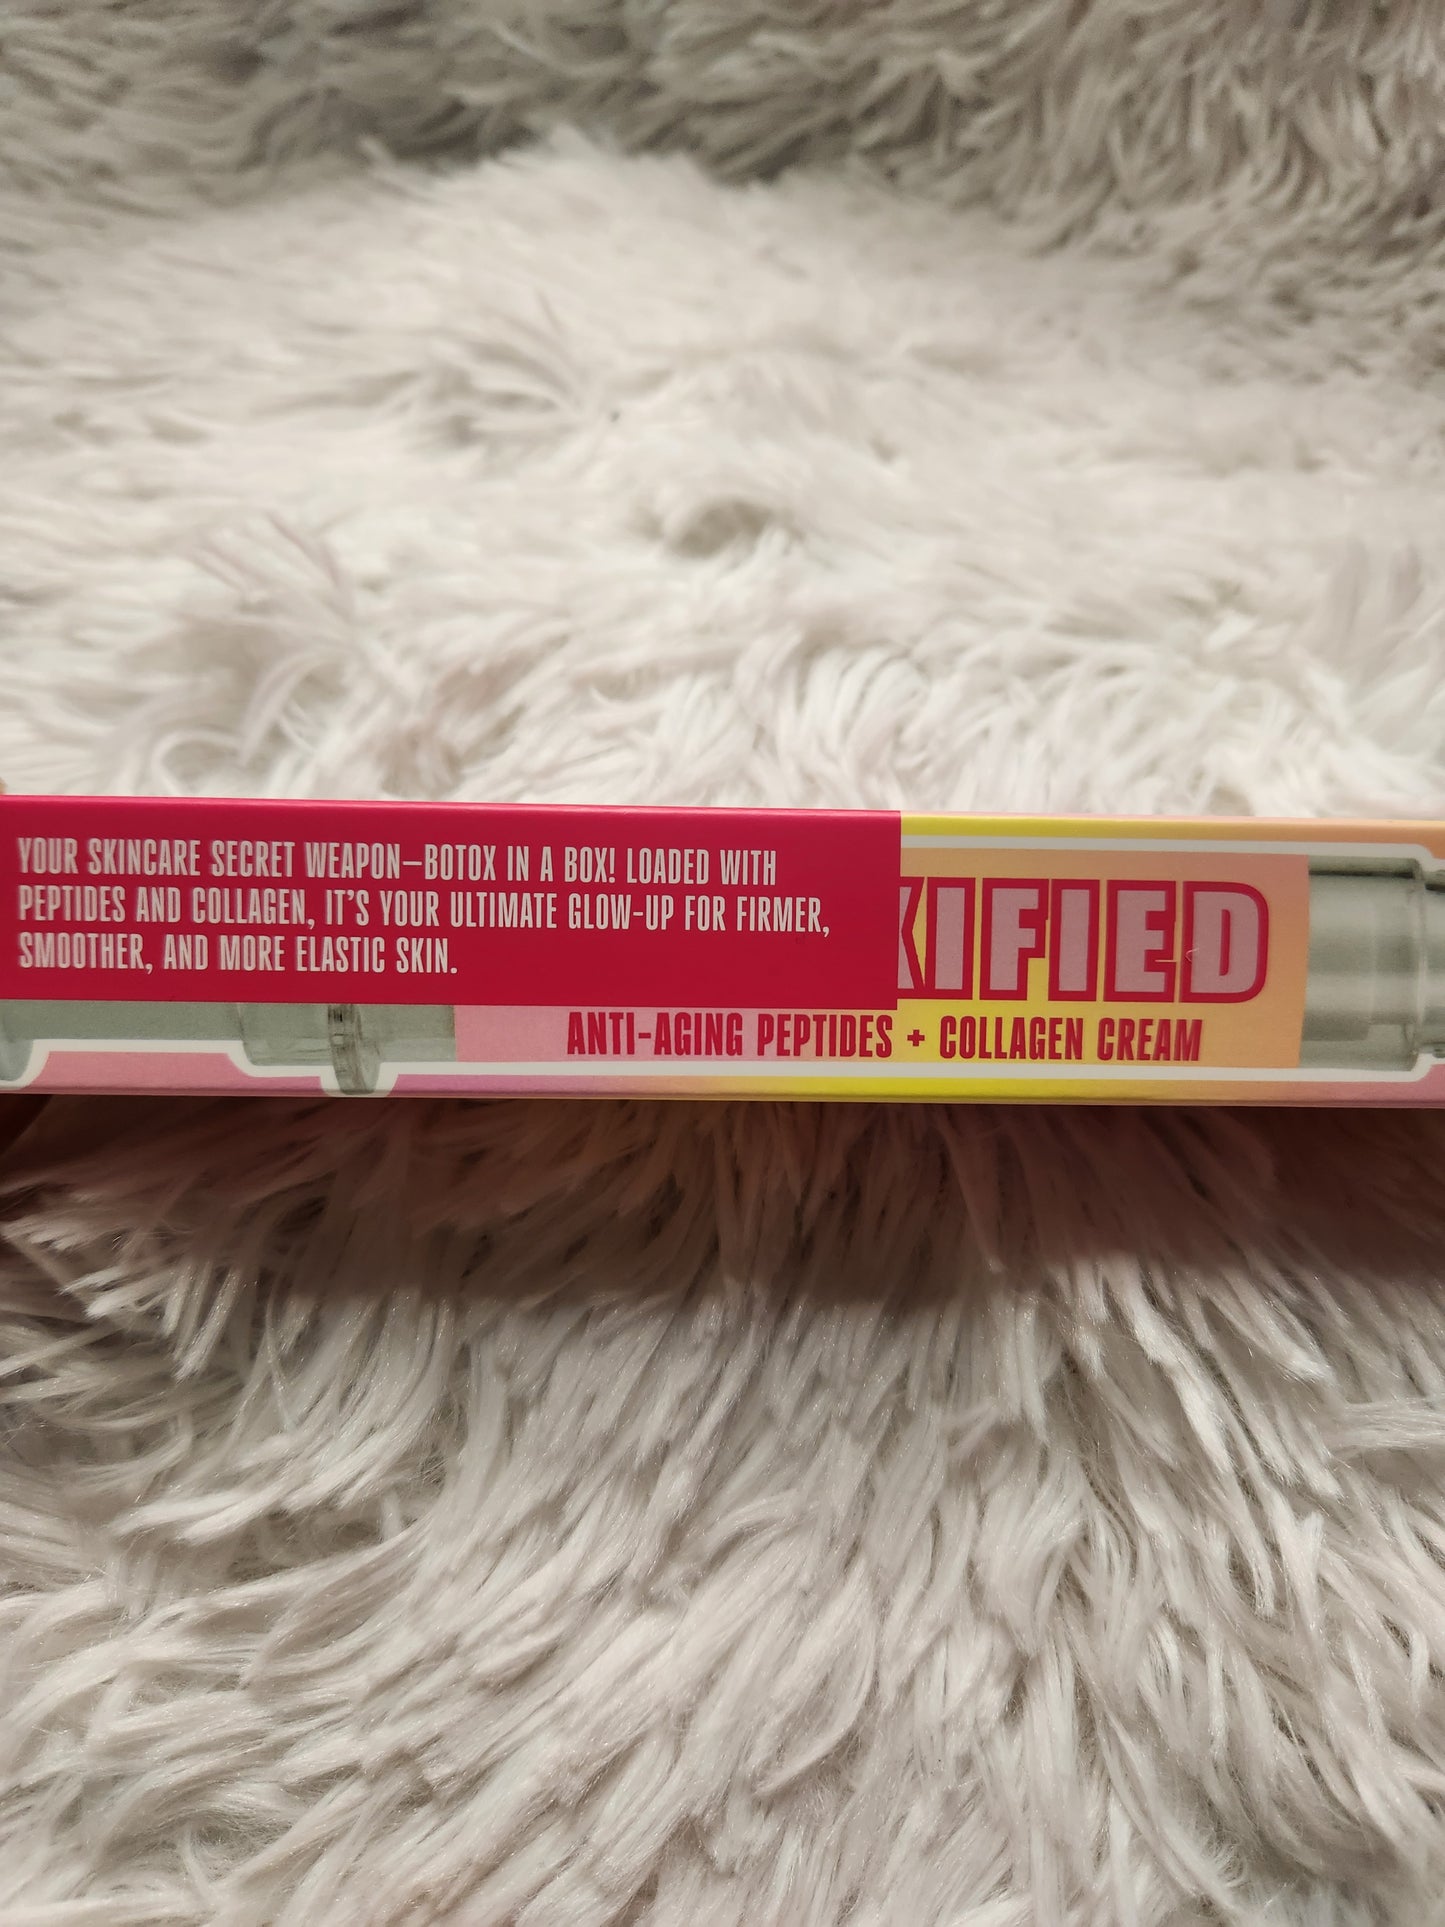 YOUR SKINCARE SECRET WEAPON—BOTOX IN A BOX! LOADED WITH
PEPTIDES AND COLLAGEN, IT'S YOUR ULTIMATE GLOW-UP FOR FIRMER,
SMOOTHER, AND MORE ELASTIC SKIN.
XIFIED
ANTI-AGING PEPTIDES + COLLAGEN CREAM